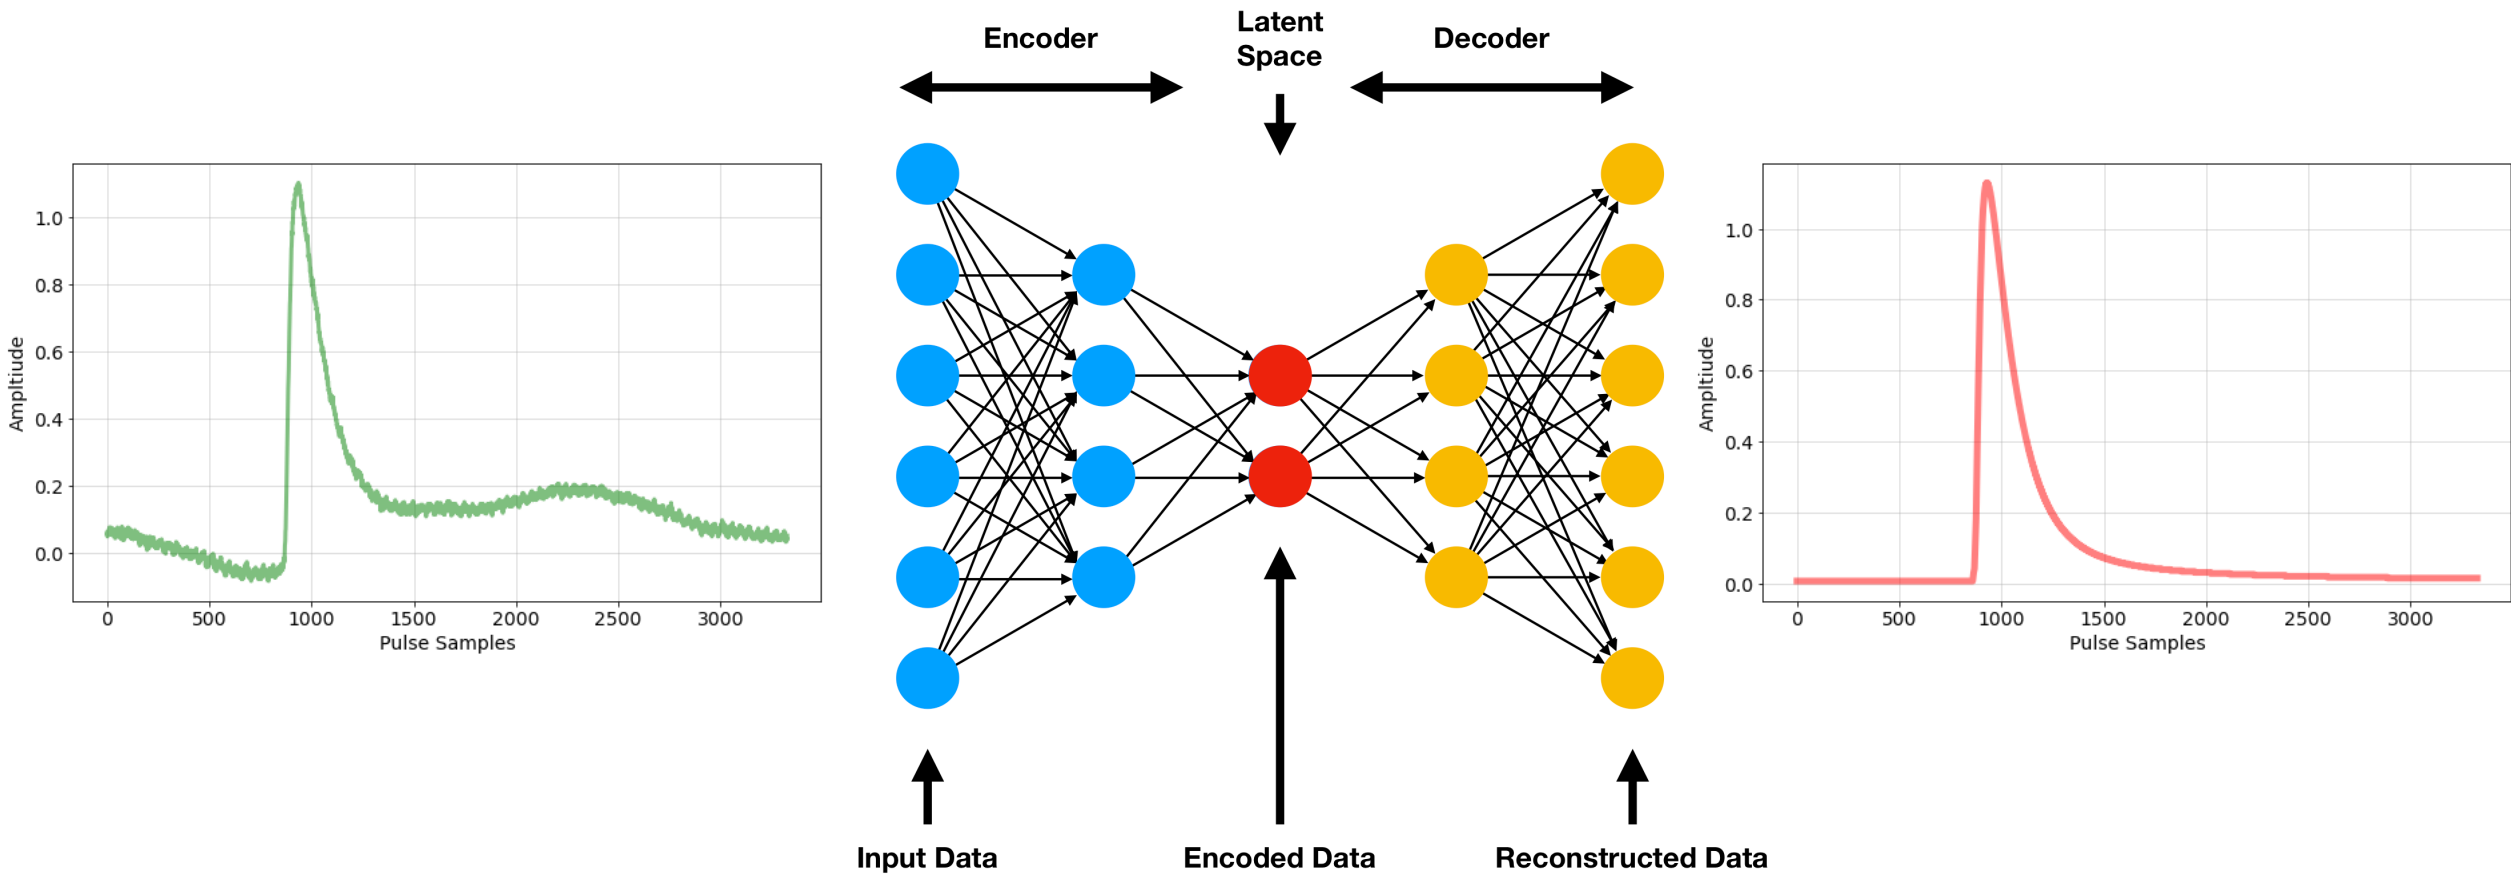 Encoder
Latent
Space
Decoder
Ampltiude
1.0
0.8
0.6
0.4
0.2
0.0
0 500 1000 1500 2000 2500 3000
Pulse Samples
Ampltiude
1.0
0.8
0.6
0.4
0.2
0.0
0 500 1000 1500 2000 2500 3000
Pulse Samples
Input Data
Encoded Data
Reconstructed Data